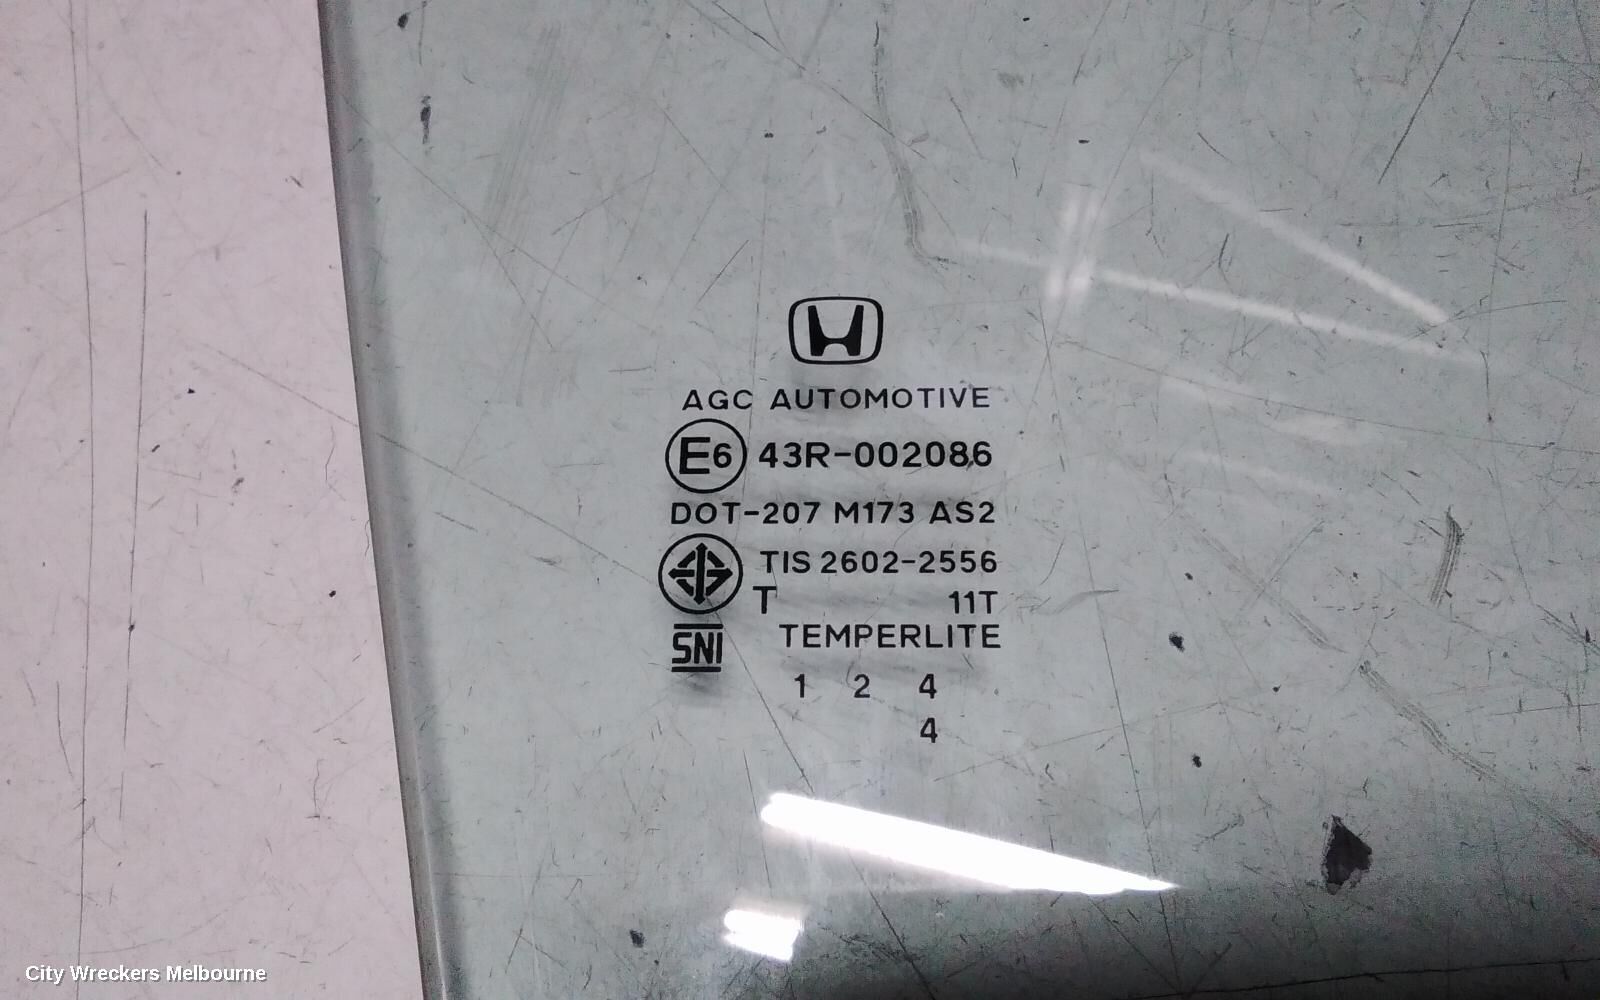 AGC AUTOMOTIVE
E6 43R-002086
DOT-207 M173 AS2
TIS 2602-2556
T 11T
SNI TEMPERLITE
1 2 4
4
City Wreckers Melbourne